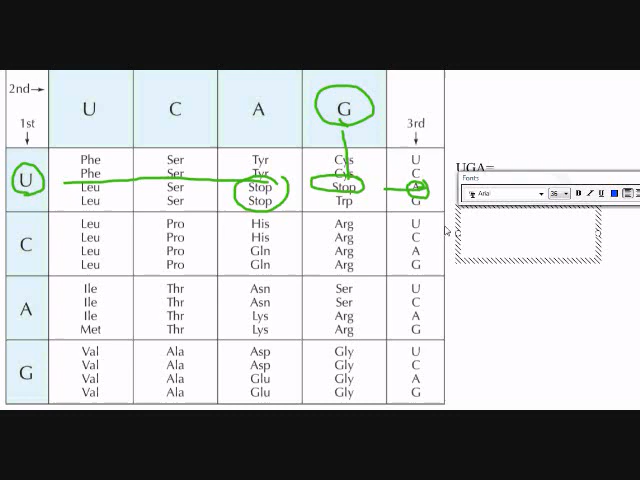 2nd→ U C A G
1st 3rd
U Phe Ser Tyr Cys U
Phe Ser Tyr Cys C
Leu Ser Stop Stop A
Leu Ser Stop Trp G
C Leu Pro His Arg U
Leu Pro His Arg C
Leu Pro Gln Arg A
Leu Pro Gln Arg G
A Ile Thr Asn Ser U
Ile Thr Asn Ser C
Ile Thr Lys Arg A
Met Thr Lys Arg G
G Val Ala Asp Gly U
Val Ala Asp Gly C
Val Ala Glu Gly A
Val Ala Glu Gly G
UGA=
Fonts
Arial 36 B I U